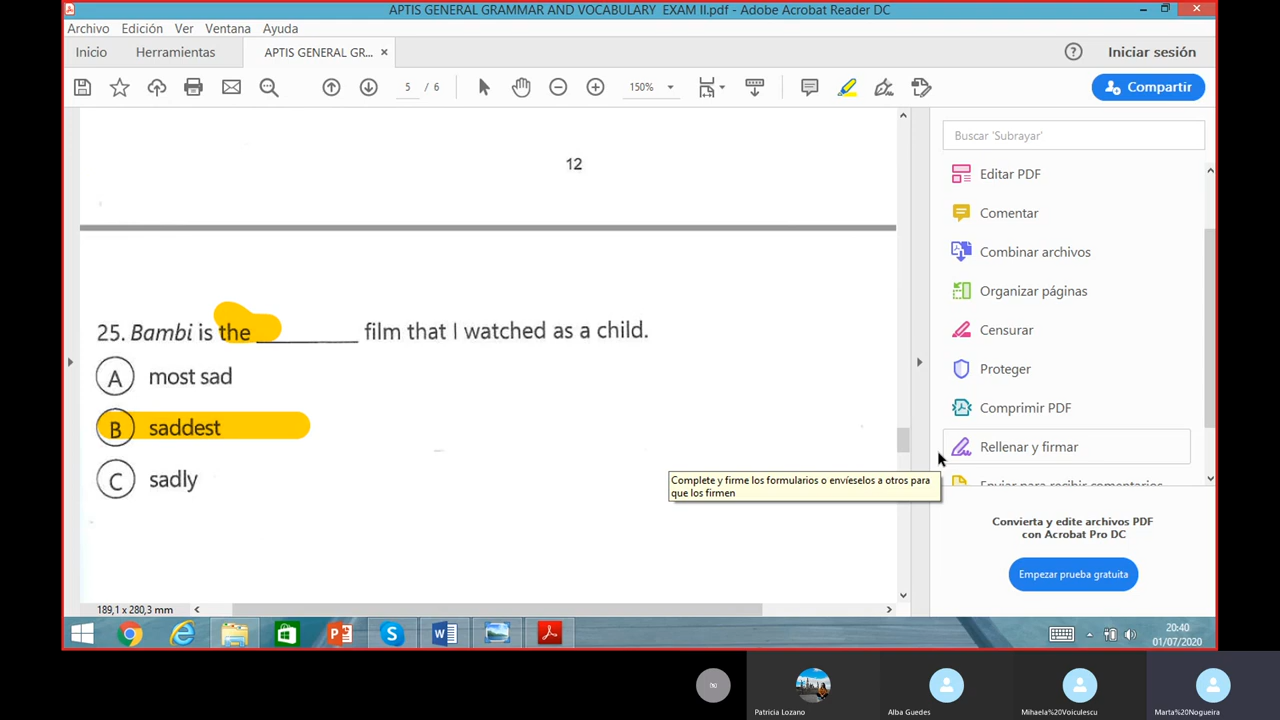 APTIS GENERAL GRAMMAR AND VOCABULARY EXAM II.pdf - Adobe Acrobat Reader DC
Archivo Edición Ver Ventana Ayuda
Inicio Herramientas APTIS GENERAL GR... × Iniciar sesión
5 / 6 150% Compartir
12
25. Bambi is the ________ film that I watched as a child.
A most sad
B saddest
C sadly
Complete y firme los formularios o envíeselos a otros para
que los firmen
189,1 x 280,3 mm
Buscar 'Subrayar'
Editar PDF
Comentar
Combinar archivos
Organizar páginas
Censurar
Proteger
Comprimir PDF
Rellenar y firmar
Enviar para recibir comentarios
Convierta y edite archivos PDF
con Acrobat Pro DC
Empezar prueba gratuita
20:40
01/07/2020
Patricia Lozano Alba Guedes Mihaela%20Voiculescu Marta%20Nogueira